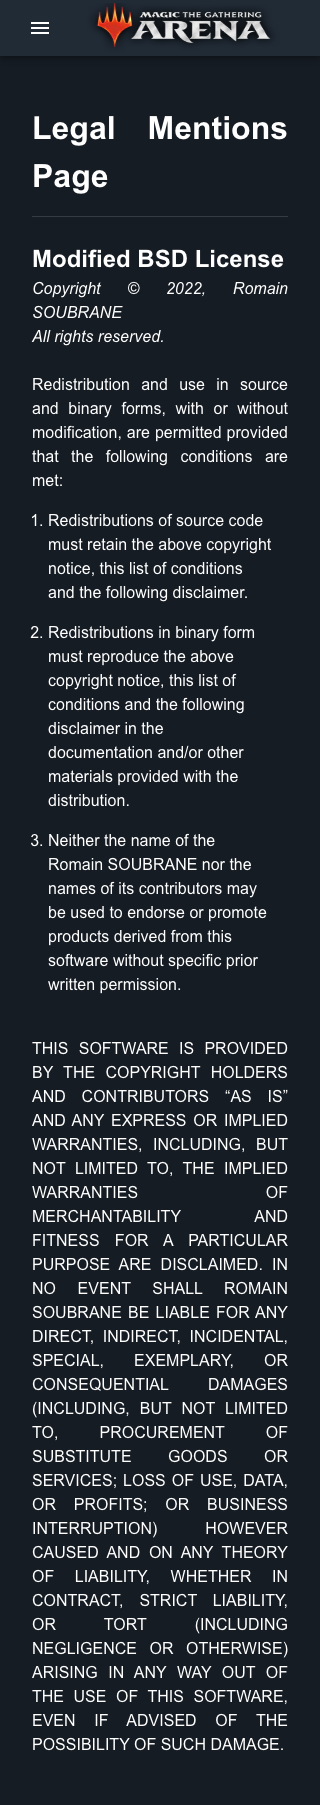 MAGIC THE GATHERING
ARENA
Legal Mentions
Page
Modified BSD License
Copyright © 2022, Romain
SOUBRANE
All rights reserved.
Redistribution and use in source
and binary forms, with or without
modification, are permitted provided
that the following conditions are
met:
1. Redistributions of source code
must retain the above copyright
notice, this list of conditions
and the following disclaimer.
2. Redistributions in binary form
must reproduce the above
copyright notice, this list of
conditions and the following
disclaimer in the
documentation and/or other
materials provided with the
distribution.
3. Neither the name of the
Romain SOUBRANE nor the
names of its contributors may
be used to endorse or promote
products derived from this
software without specific prior
written permission.
THIS SOFTWARE IS PROVIDED
BY THE COPYRIGHT HOLDERS
AND CONTRIBUTORS “AS IS”
AND ANY EXPRESS OR IMPLIED
WARRANTIES, INCLUDING, BUT
NOT LIMITED TO, THE IMPLIED
WARRANTIES OF
MERCHANTABILITY AND
FITNESS FOR A PARTICULAR
PURPOSE ARE DISCLAIMED. IN
NO EVENT SHALL ROMAIN
SOUBRANE BE LIABLE FOR ANY
DIRECT, INDIRECT, INCIDENTAL,
SPECIAL, EXEMPLARY, OR
CONSEQUENTIAL DAMAGES
(INCLUDING, BUT NOT LIMITED
TO, PROCUREMENT OF
SUBSTITUTE GOODS OR
SERVICES; LOSS OF USE, DATA,
OR PROFITS; OR BUSINESS
INTERRUPTION) HOWEVER
CAUSED AND ON ANY THEORY
OF LIABILITY, WHETHER IN
CONTRACT, STRICT LIABILITY,
OR TORT (INCLUDING
NEGLIGENCE OR OTHERWISE)
ARISING IN ANY WAY OUT OF
THE USE OF THIS SOFTWARE,
EVEN IF ADVISED OF THE
POSSIBILITY OF SUCH DAMAGE.